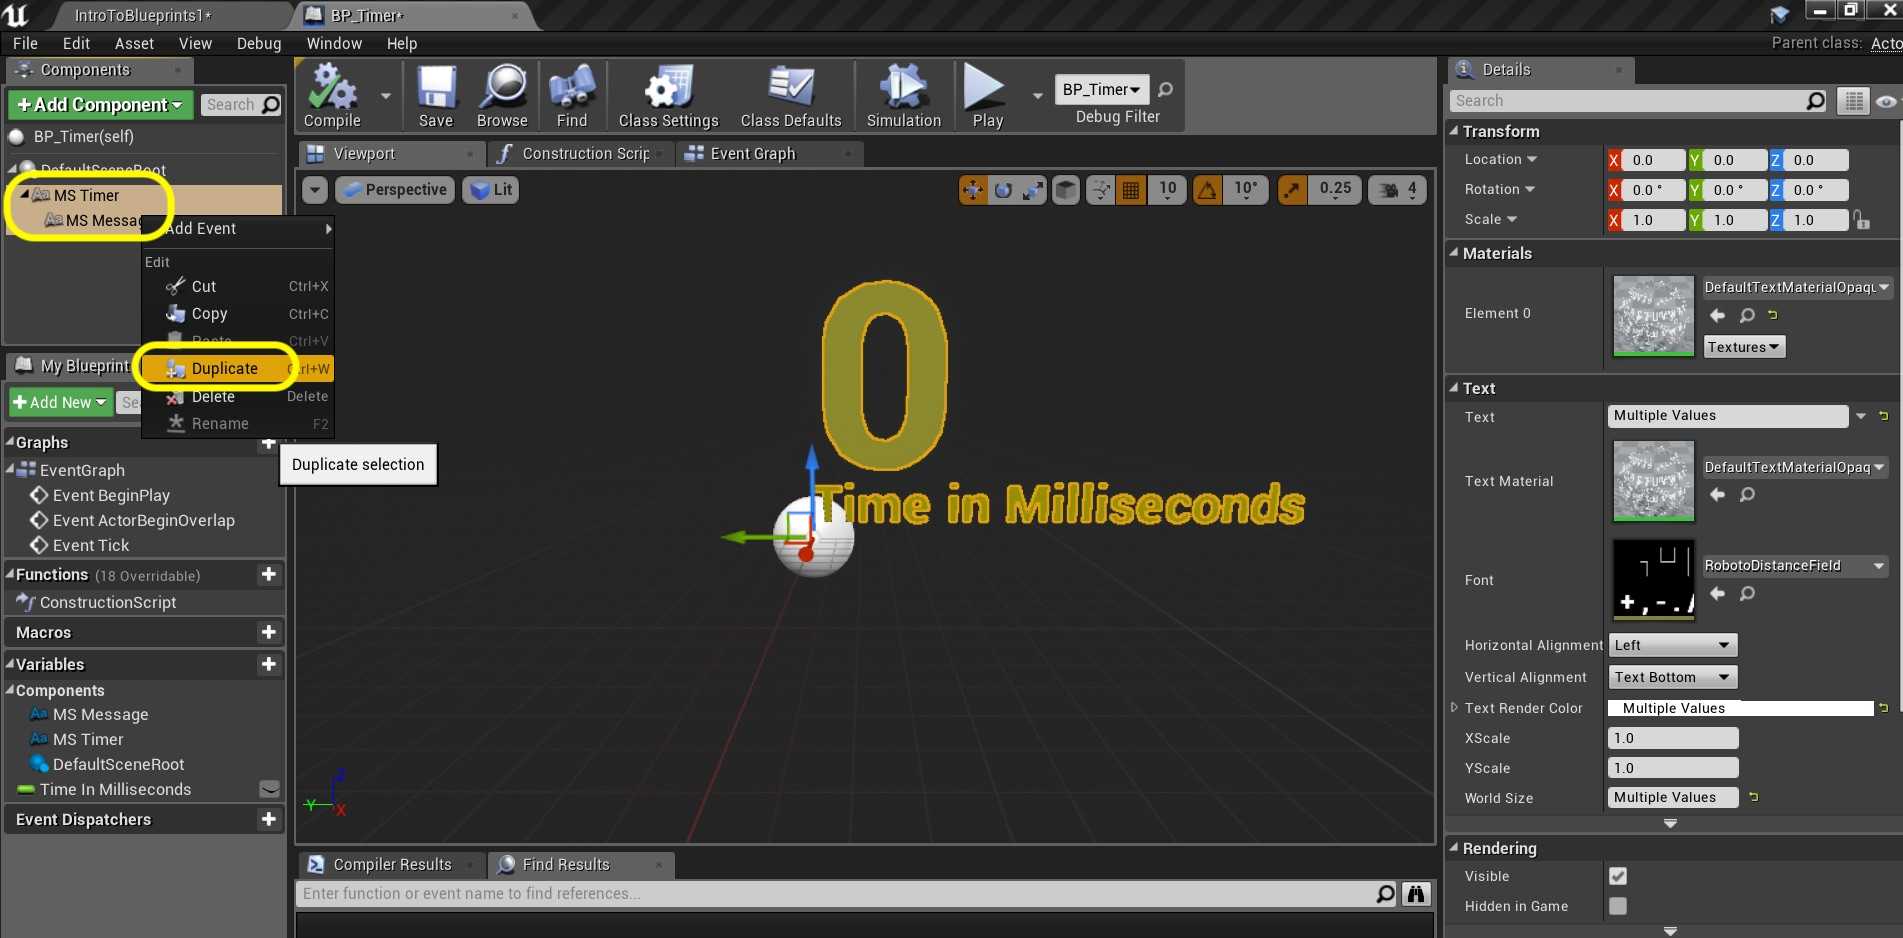 IntroToBlueprints1*
BP_Timer*
File Edit Asset View Debug Window Help
Parent class: Acto
Components
+Add Component
Search
BP_Timer(self)
DefaultSceneRoot
MS Timer
MS Messag
Add Event
Edit
Cut Ctrl+X
Copy Ctrl+C
Paste Ctrl+V
Duplicate Ctrl+W
Delete Delete
Rename F2
Duplicate selection
My Blueprint
+Add New
Sea
Graphs
EventGraph
Event BeginPlay
Event ActorBeginOverlap
Event Tick
Functions (18 Overridable)
ConstructionScript
Macros
Variables
Components
MS Message
MS Timer
DefaultSceneRoot
Time In Milliseconds
Event Dispatchers
Compile Save Browse Find Class Settings Class Defaults Simulation Play
BP_Timer
Debug Filter
Viewport Construction Scrip Event Graph
Perspective Lit
10 10° 0.25 4
0
Time in Milliseconds
Z
Y
X
Compiler Results Find Results
Enter function or event name to find references...
Details
Search
Transform
Location X 0.0 Y 0.0 Z 0.0
Rotation X 0.0 ° Y 0.0 ° Z 0.0 °
Scale X 1.0 Y 1.0 Z 1.0
Materials
Element 0 DefaultTextMaterialOpaqu
Textures
Text
Text Multiple Values
Text Material DefaultTextMaterialOpaq
Font RobotoDistanceField
Horizontal Alignment Left
Vertical Alignment Text Bottom
Text Render Color Multiple Values
XScale 1.0
YScale 1.0
World Size Multiple Values
Rendering
Visible
Hidden in Game